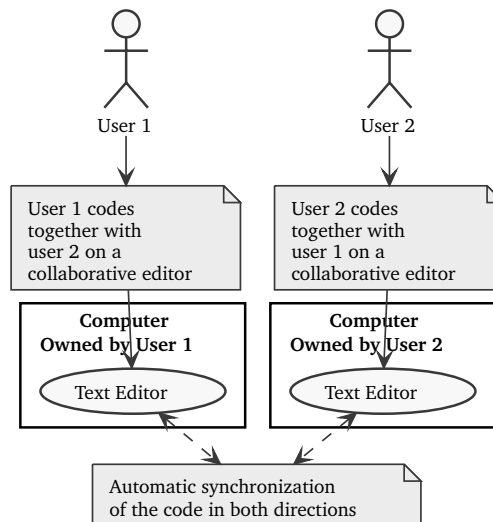 User 1
User 2
User 1 codes
together with
user 2 on a
collaborative editor
User 2 codes
together with
user 1 on a
collaborative editor
Computer
Owned by User 1
Computer
Owned by User 2
Text Editor
Text Editor
Automatic synchronization
of the code in both directions